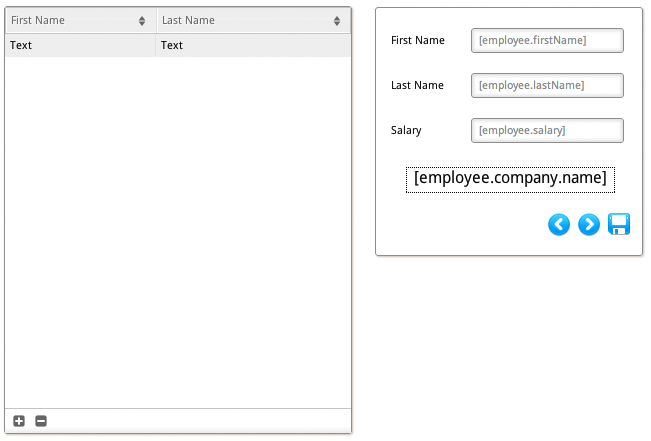 First Name Last Name
Text Text
First Name [employee.firstName]
Last Name [employee.lastName]
Salary [employee.salary]
[employee.company.name]